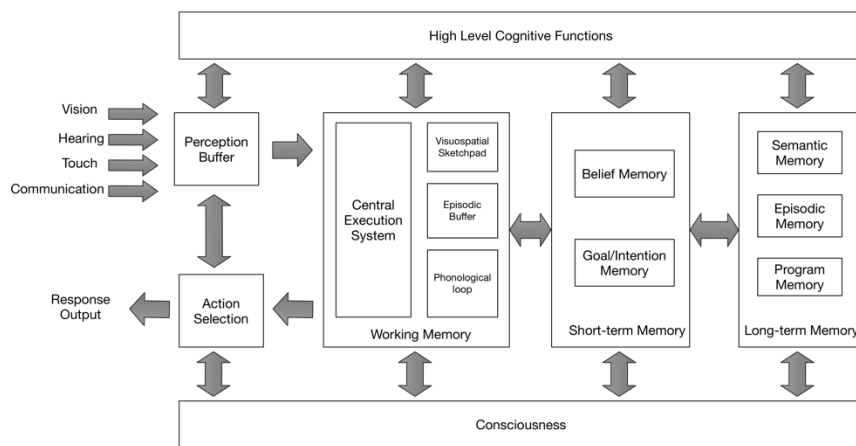 High Level Cognitive Functions
Vision
Hearing
Touch
Communication
Perception
Buffer
Central
Execution
System
Visuospatial
Sketchpad
Episodic
Buffer
Phonological
loop
Working Memory
Belief Memory
Goal/Intention
Memory
Short-term Memory
Semantic
Memory
Episodic
Memory
Program
Memory
Long-term Memory
Response
Output
Action
Selection
Consciousness